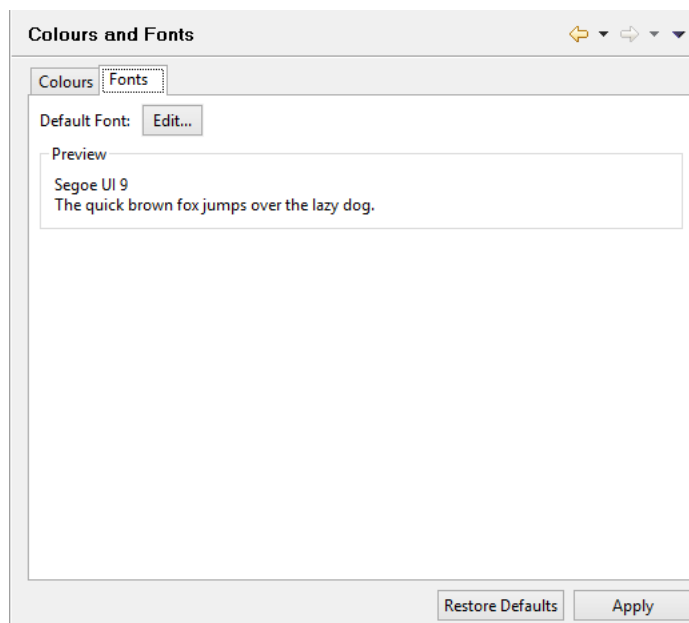 Colours and Fonts
Colours Fonts
Default Font: Edit...
Preview
Segoe UI 9
The quick brown fox jumps over the lazy dog.
Restore Defaults Apply